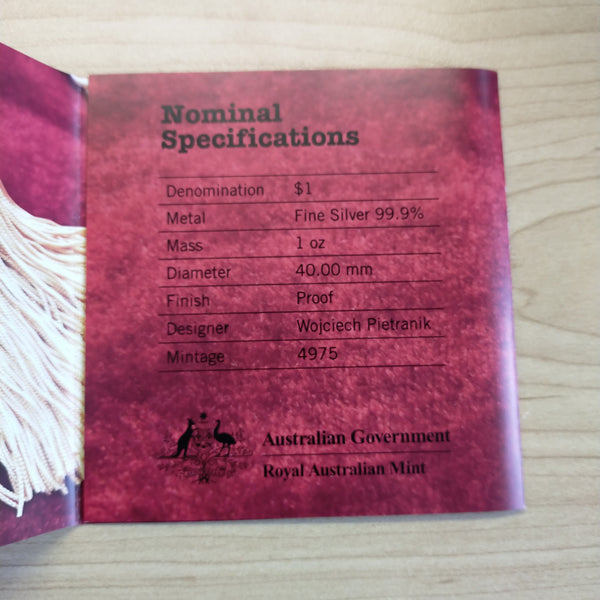 Nominal
Specifications
Denomination $1
Metal Fine Silver 99.9%
Mass 1 oz
Diameter 40.00 mm
Finish Proof
Designer Wojciech Pietranik
Mintage 4975
Australian Government
Royal Australian Mint